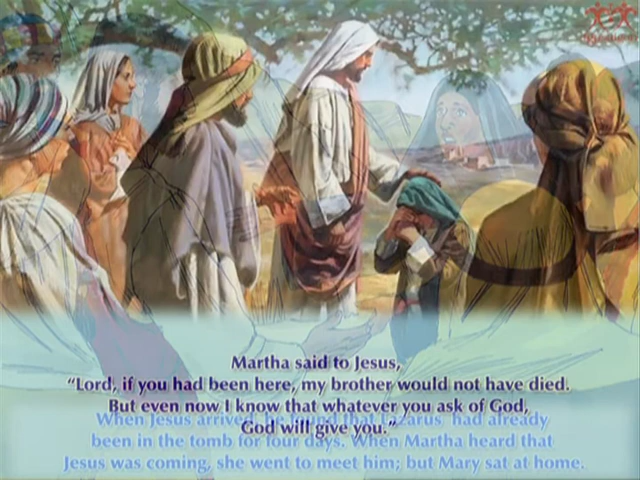 Martha said to Jesus,
“Lord, if you had been here, my brother would not have died.
But even now I know that whatever you ask of God,
When Jesus arrived, he found that Lazarus had already
God will give you.”
been in the tomb for four days. When Martha heard that
Jesus was coming, she went to meet him; but Mary sat at home.